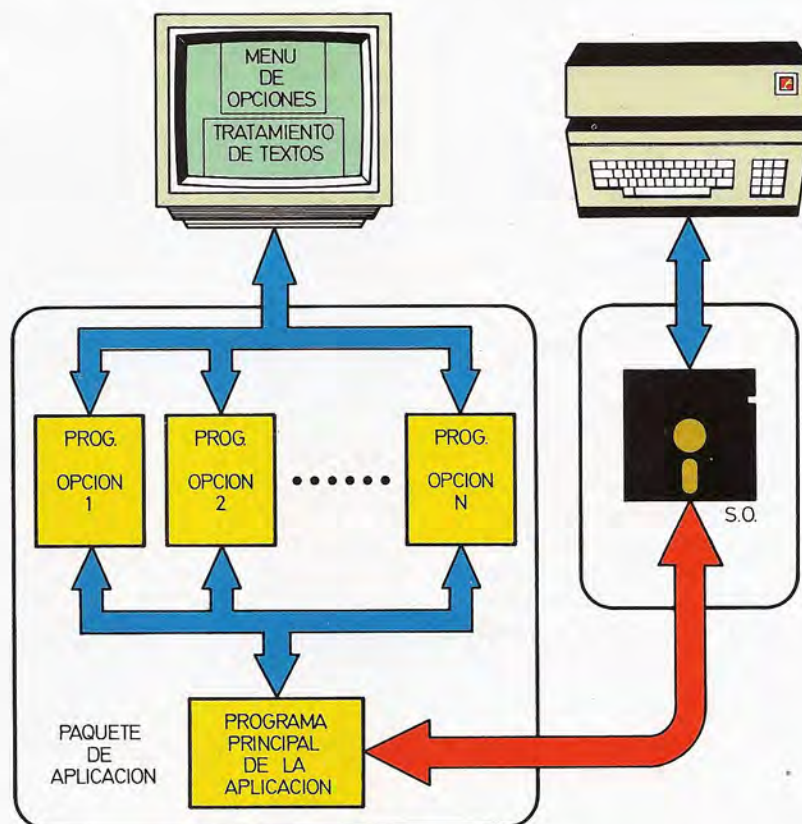 MENU
DE
OPCIONES
TRATAMIENTO
DE TEXTOS
PROG.
OPCION
1
PROG.
OPCION
2
PROG.
OPCION
N
S.O.
PAQUETE
DE
APLICACION
PROGRAMA
PRINCIPAL
DE LA
APLICACION